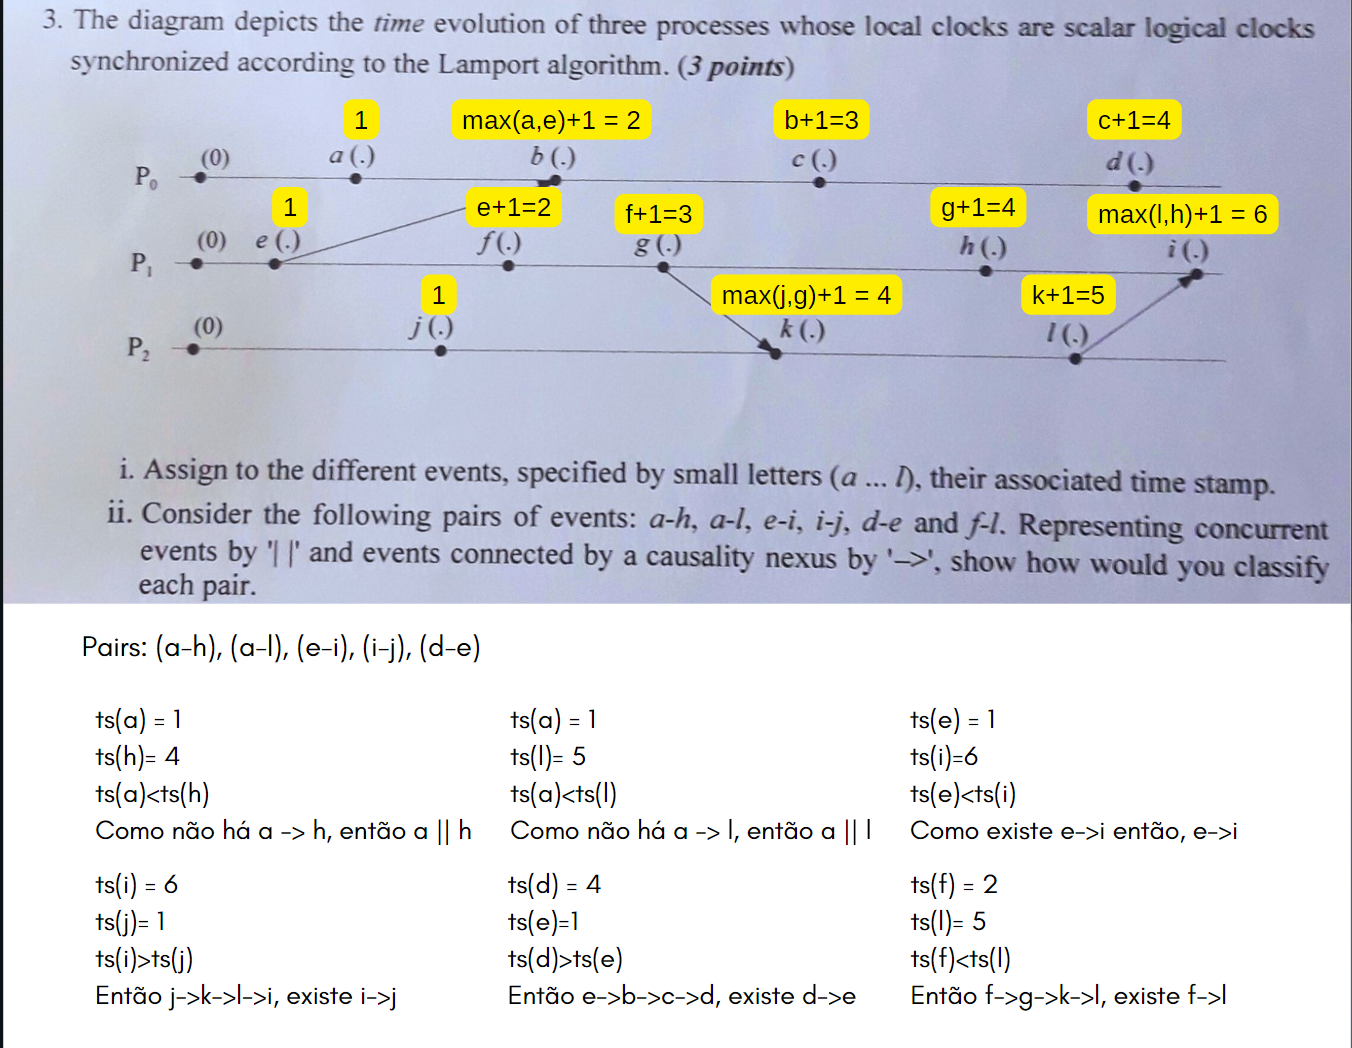 3. The diagram depicts the time evolution of three processes whose local clocks are scalar logical clocks
synchronized according to the Lamport algorithm. (3 points)
1
max(a,e)+1 = 2
b+1=3
c+1=4
P0 (0) a (.) b (.) c (.) d (.)
1
e+1=2
f+1=3
g+1=4
max(l,h)+1 = 6
P1 (0) e (.) f (.) g (.) h (.) i (.)
1
max(j,g)+1 = 4
k+1=5
P2 (0) j (.) k (.) l (.)
i. Assign to the different events, specified by small letters (a ... l), their associated time stamp.
ii. Consider the following pairs of events: a-h, a-l, e-i, i-j, d-e and f-l. Representing concurrent
events by '| |' and events connected by a causality nexus by '–>', show how would you classify
each pair.
Pairs: (a-h), (a-l), (e-i), (i-j), (d-e)
ts(a) = 1
ts(h)= 4
ts(a)<ts(h)
Como não há a -> h, então a || h
ts(a) = 1
ts(l)= 5
ts(a)<ts(l)
Como não há a -> l, então a || l
ts(e) = 1
ts(i)=6
ts(e)<ts(i)
Como existe e->i então, e->i
ts(i) = 6
ts(j)= 1
ts(i)>ts(j)
Então j->k->l->i, existe i->j
ts(d) = 4
ts(e)=1
ts(d)>ts(e)
Então e->b->c->d, existe d->e
ts(f) = 2
ts(l)= 5
ts(f)<ts(l)
Então f->g->k->l, existe f->l